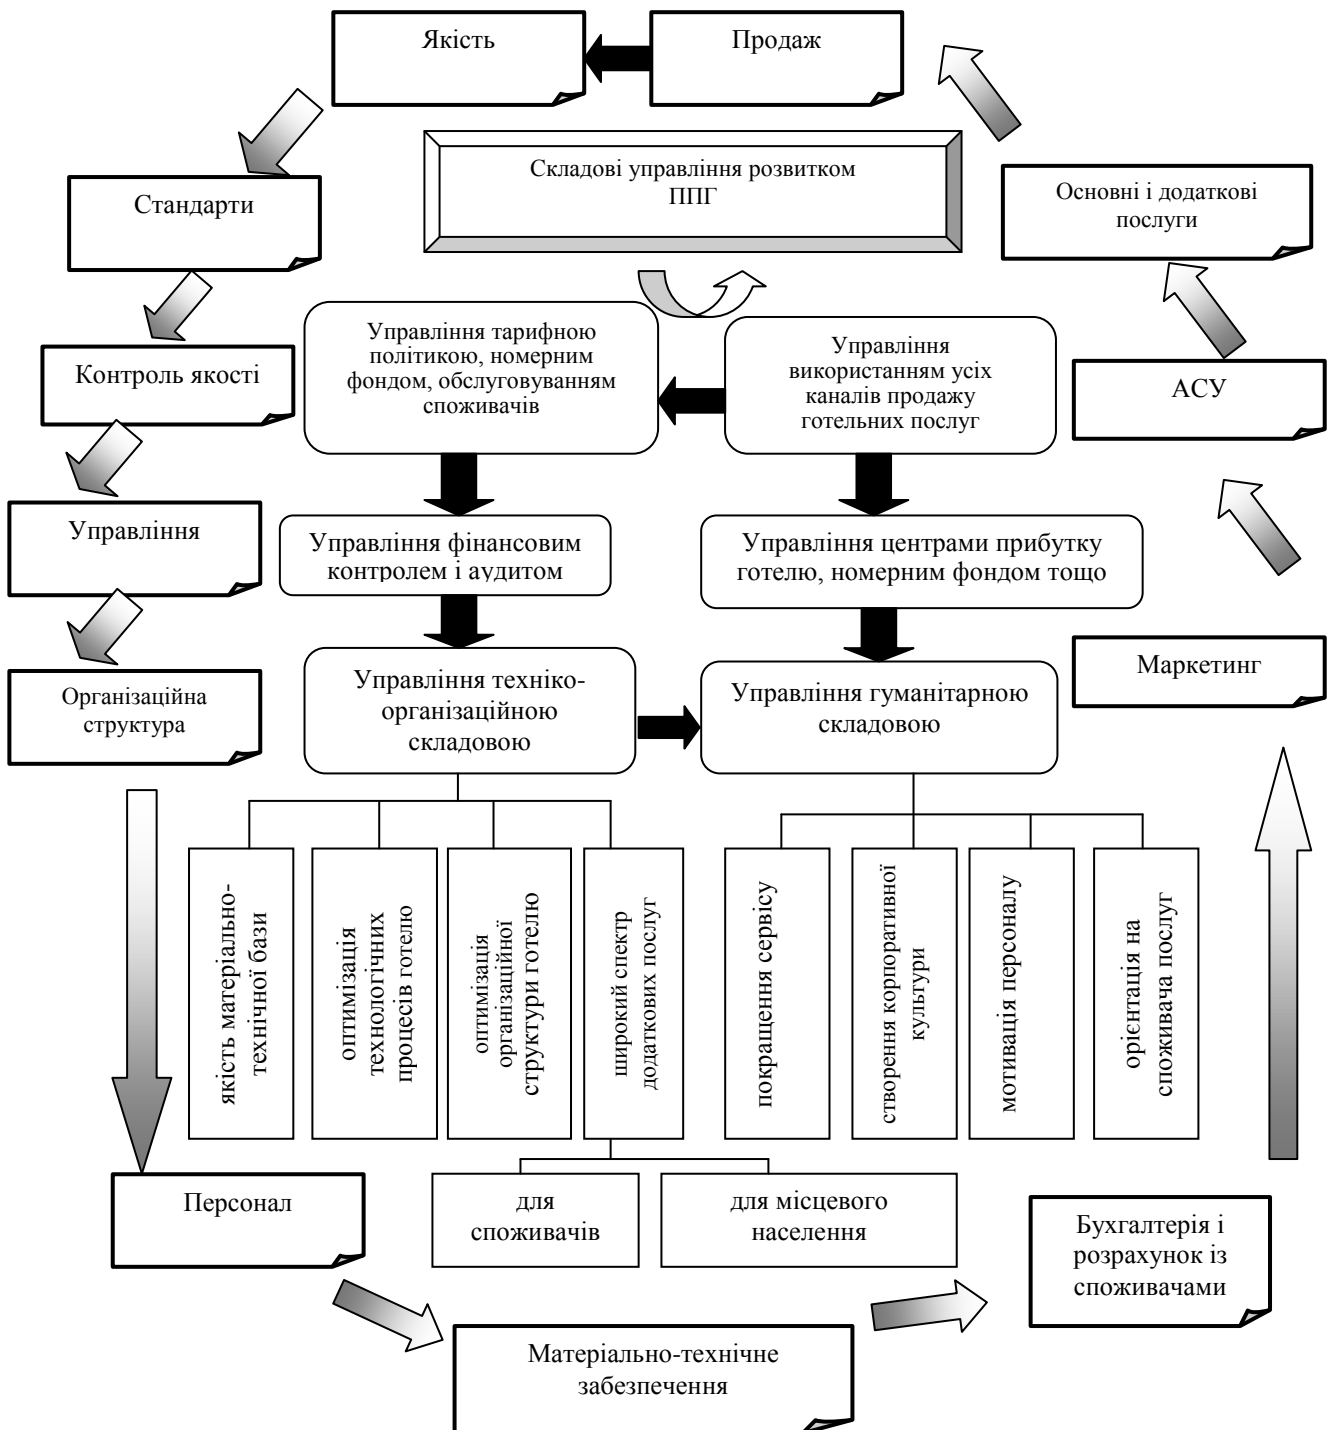 Якість
Продаж
Складові управління розвитком
ППГ
Стандарти
Основні і додаткові
послуги
Управління тарифною
політикою, номерним
фондом, обслуговуванням
споживачів
Управління
використанням усіх
каналів продажу
готельних послуг
Контроль якості
АСУ
Управління
Управління фінансовим
контролем і аудитом
Управління центрами прибутку
готелю, номерним фондом тощо
Організаційна
структура
Управління техніко-
організаційною
складовою
Управління гуманітарною
складовою
Маркетинг
якість матеріально-
технічної бази
оптимізація
технологічних
процесів готелю
оптимізація
організаційної
структури готелю
широкий спектр
додаткових послуг
покращення сервісу
створення корпоративної
культури
мотивація персоналу
орієнтація на
споживача послуг
Персонал
для
споживачів
для місцевого
населення
Бухгалтерія і
розрахунок із
споживачами
Матеріально-технічне
забезпечення